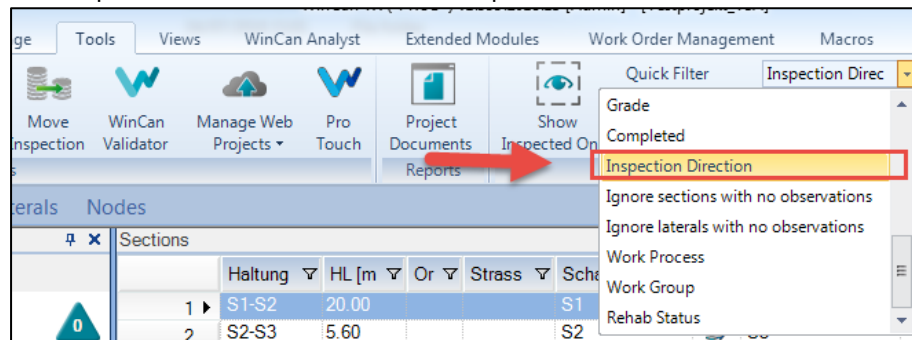 ge Tools Views WinCan Analyst Extended Modules Work Order Management Macros
Quick Filter Inspection Direc
Move WinCan Manage Web Pro Project Show
Inspection Validator Projects Touch Documents Inspected On
Reports
Grade
Completed
Inspection Direction
Ignore sections with no observations
Ignore laterals with no observations
Work Process
Work Group
Rehab Status
terals Nodes
Sections
Haltung HL [m Or Strass Scha
1 S1-S2 20.00 S1
0
2 S2-S3 5.60 S2